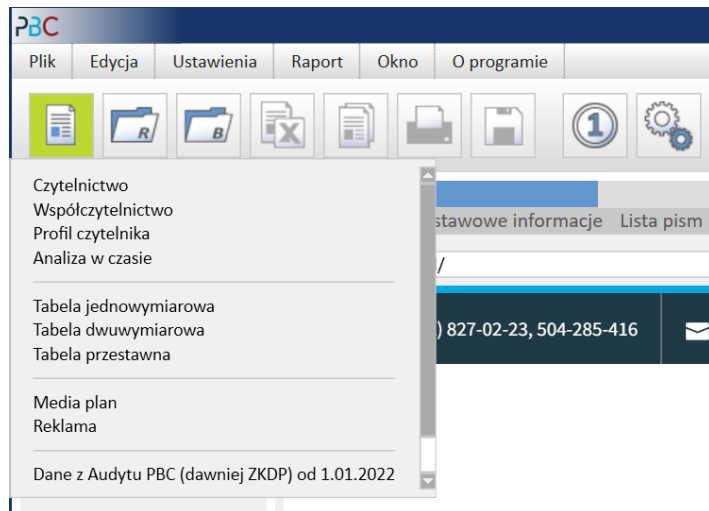 PBC
Plik Edycja Ustawienia Raport Okno O programie
R B X 1
Czytelnictwo
Współczytelnictwo
Profil czytelnika
Analiza w czasie
stawowe informacje Lista pism
/
Tabela jednowymiarowa
Tabela dwuwymiarowa
Tabela przestawna
) 827-02-23, 504-285-416
Media plan
Reklama
Dane z Audytu PBC (dawniej ZKDP) od 1.01.2022